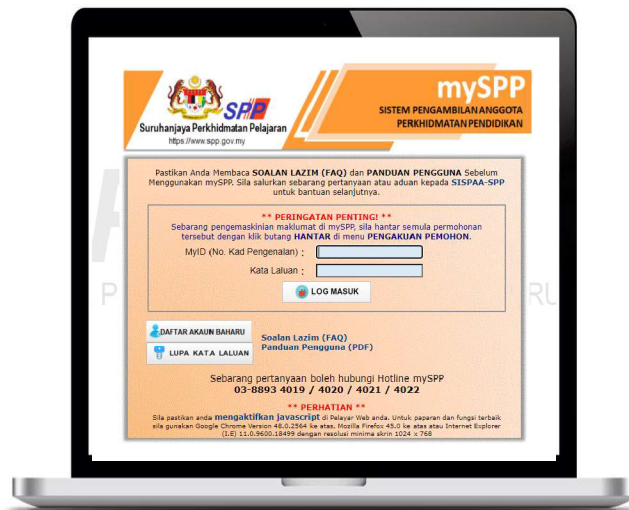 mySPP
SISTEM PENGAMBILAN ANGGOTA
PERKHIDMATAN PENDIDIKAN
SPP
Suruhanjaya Perkhidmatan Pelajaran
https://www.spp.gov.my
Pastikan Anda Membaca SOALAN LAZIM (FAQ) dan PANDUAN PENGGUNA Sebelum
Menggunakan mySPP. Sila salurkan sebarang pertanyaan atau aduan kepada SISPAA-SPP
untuk bantuan selanjutnya.
** PERINGATAN PENTING! **
Sebarang pengemaskinian maklumat di mySPP, sila hantar semula permohonan
tersebut dengan klik butang HANTAR di menu PENGAKUAN PEMOHON.
MyID (No. Kad Pengenalan) :
Kata Laluan :
LOG MASUK
DAFTAR AKAUN BAHARU
LUPA KATA LALUAN
Soalan Lazim (FAQ)
Panduan Pengguna (PDF)
Sebarang pertanyaan boleh hubungi Hotline mySPP
03-8893 4019 / 4020 / 4021 / 4022
** PERHATIAN **
Sila pastikan anda mengaktifkan javascript di Pelayar Web anda. Untuk paparan dan fungsi terbaik
sila gunakan Google Chrome Version 48.0.2564 ke atas. Mozilla Firefox 45.0 ke atas atau Internet Explorer
(I.E) 11.0.9600.18499 dengan resolusi minima skrin 1024 x 768